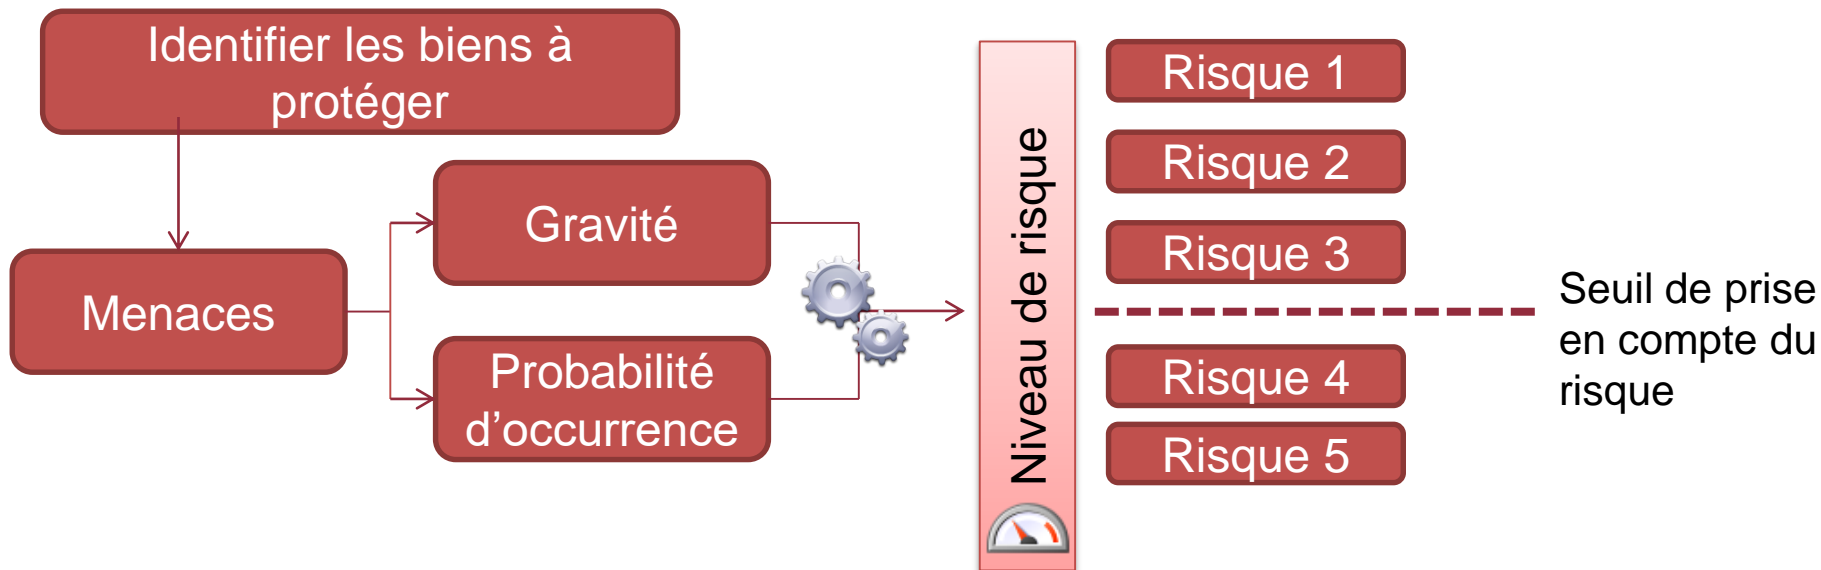 Identifier les biens à
protéger
Menaces
Gravité
Probabilité
d’occurrence
Niveau de risque
Risque 1
Risque 2
Risque 3
Risque 4
Risque 5
Seuil de prise
en compte du
risque